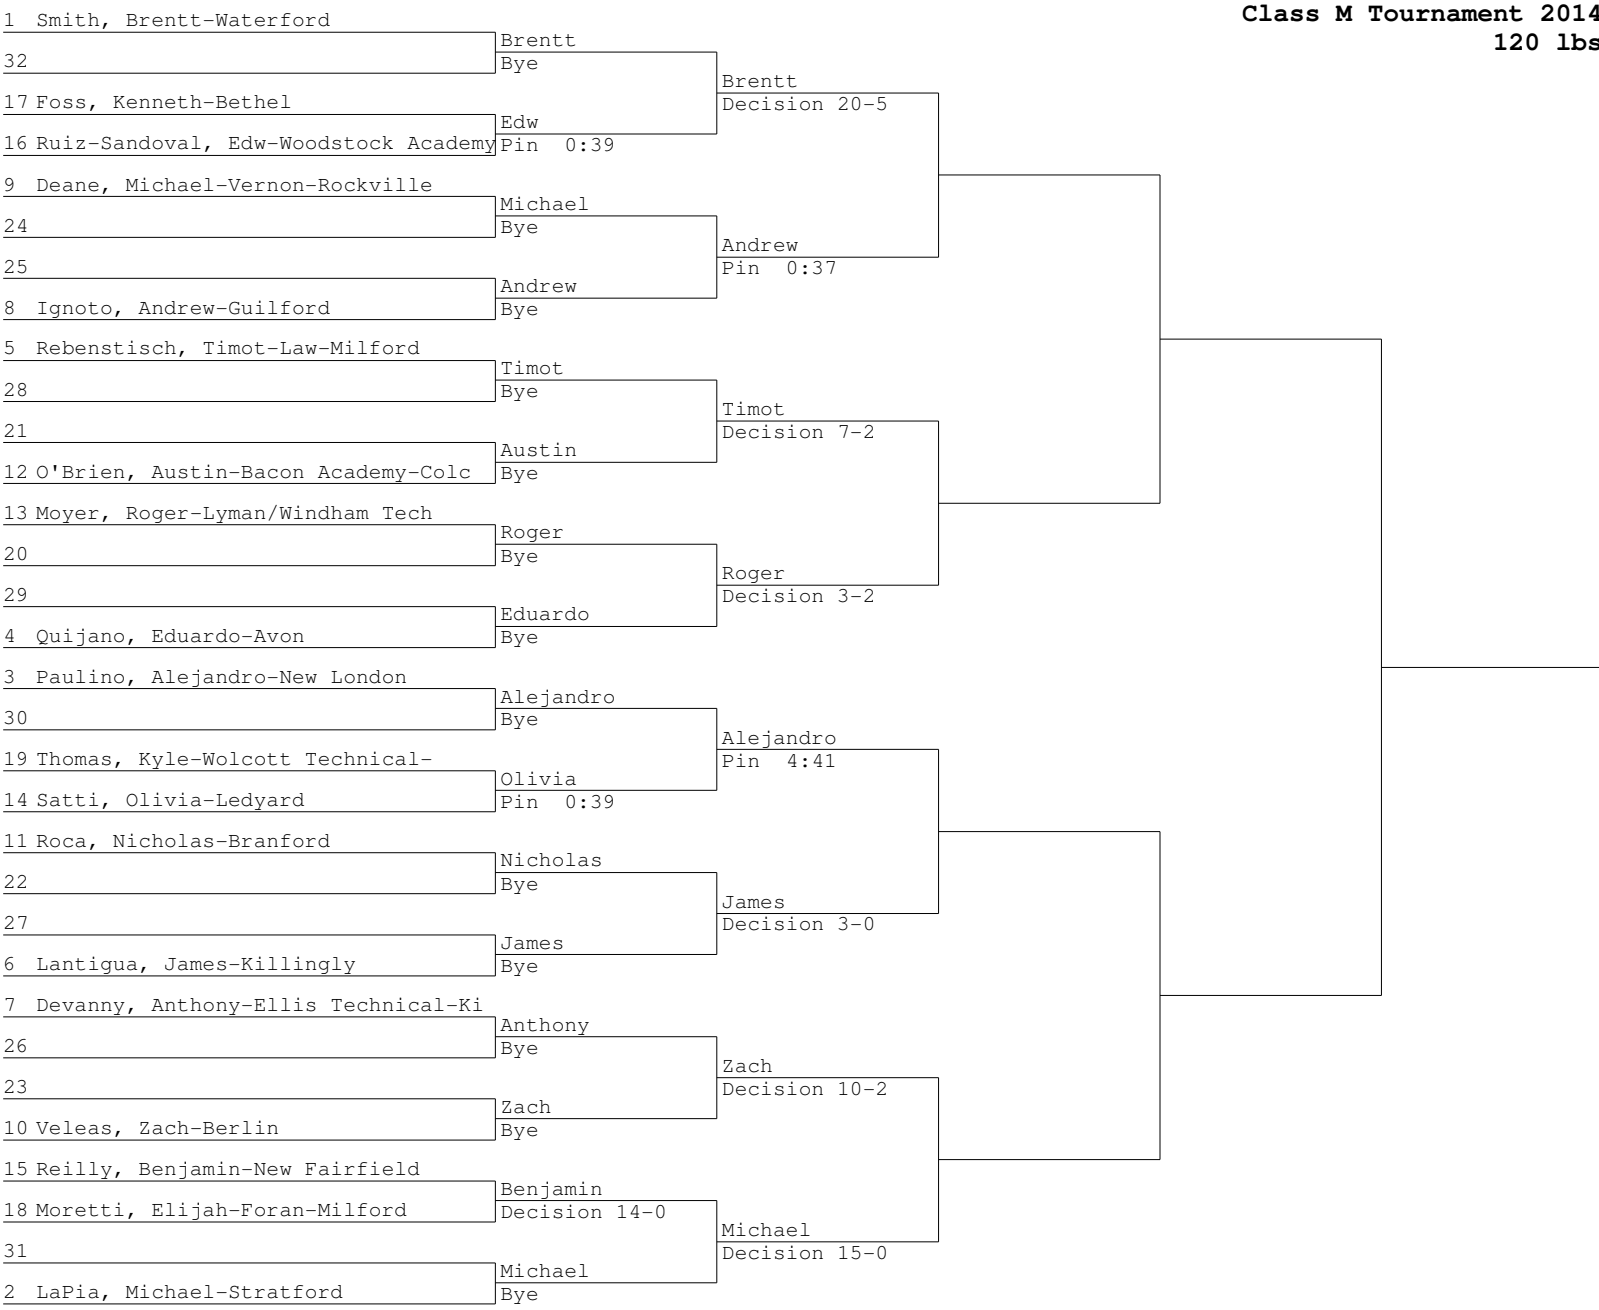 Class M Tournament 2014
120 lbs
1 Smith, Brentt-Waterford
32
17 Foss, Kenneth-Bethel
16 Ruiz-Sandoval, Edw-Woodstock Academy
9 Deane, Michael-Vernon-Rockville
24
25
8 Ignoto, Andrew-Guilford
5 Rebenstisch, Timot-Law-Milford
28
21
12 O'Brien, Austin-Bacon Academy-Colc
13 Moyer, Roger-Lyman/Windham Tech
20
29
4 Quijano, Eduardo-Avon
3 Paulino, Alejandro-New London
30
19 Thomas, Kyle-Wolcott Technical-
14 Satti, Olivia-Ledyard
11 Roca, Nicholas-Branford
22
27
6 Lantigua, James-Killingly
7 Devanny, Anthony-Ellis Technical-Ki
26
23
10 Veleas, Zach-Berlin
15 Reilly, Benjamin-New Fairfield
18 Moretti, Elijah-Foran-Milford
31
2 LaPia, Michael-Stratford
Brentt
Bye
Edw
Pin 0:39
Michael
Bye
Andrew
Bye
Timot
Bye
Austin
Bye
Roger
Bye
Eduardo
Bye
Alejandro
Bye
Olivia
Pin 0:39
Nicholas
Bye
James
Bye
Anthony
Bye
Zach
Bye
Benjamin
Decision 14-0
Michael
Bye
Brentt
Decision 20-5
Andrew
Pin 0:37
Timot
Decision 7-2
Roger
Decision 3-2
Alejandro
Pin 4:41
James
Decision 3-0
Zach
Decision 10-2
Michael
Decision 15-0